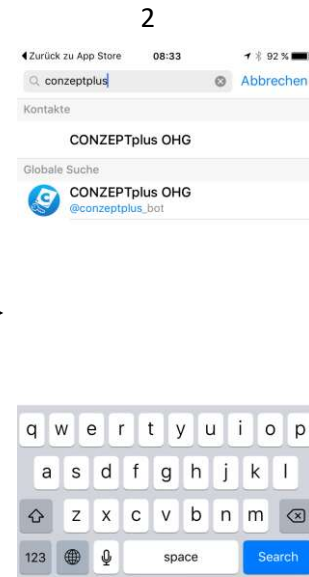 2
Zurück zu App Store 08:33 92 %
conzeptplus Abbrechen
Kontakte
CONZEPTplus OHG
Globale Suche
CONZEPTplus OHG
@conzeptplus_bot
q w e r t y u i o p
a s d f g h j k l
z x c v b n m
123 space Search